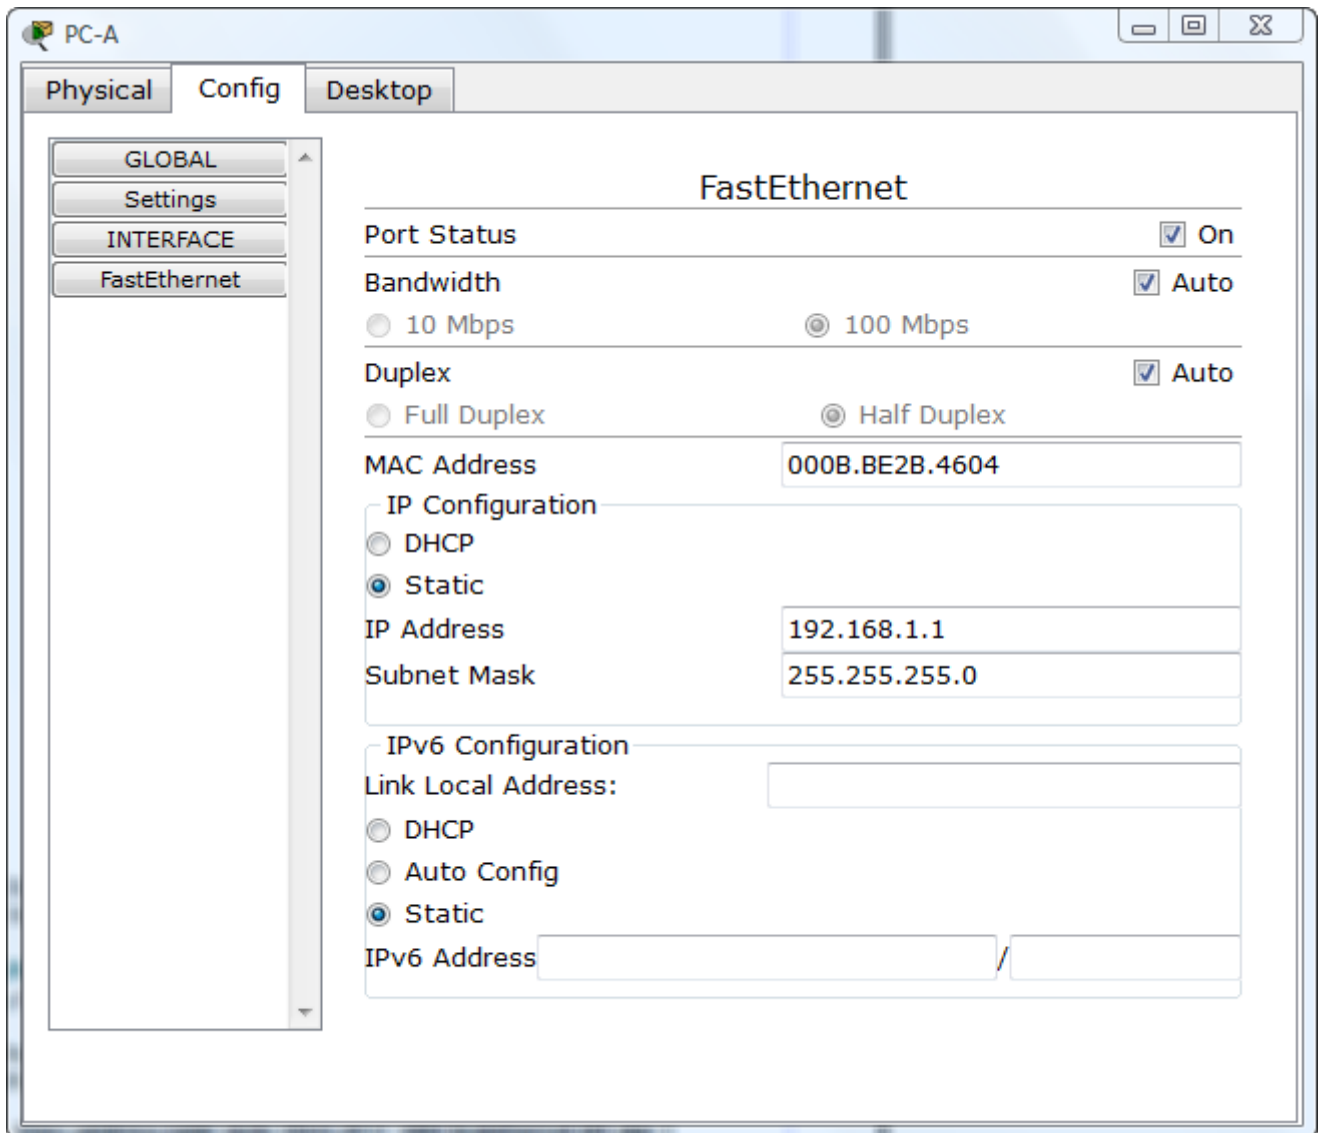 PC-A
Physical Config Desktop
GLOBAL
Settings
INTERFACE
FastEthernet
FastEthernet
Port Status On
Bandwidth Auto
10 Mbps 100 Mbps
Duplex Auto
Full Duplex Half Duplex
MAC Address 000B.BE2B.4604
IP Configuration
DHCP
Static
IP Address 192.168.1.1
Subnet Mask 255.255.255.0
IPv6 Configuration
Link Local Address:
DHCP
Auto Config
Static
IPv6 Address /